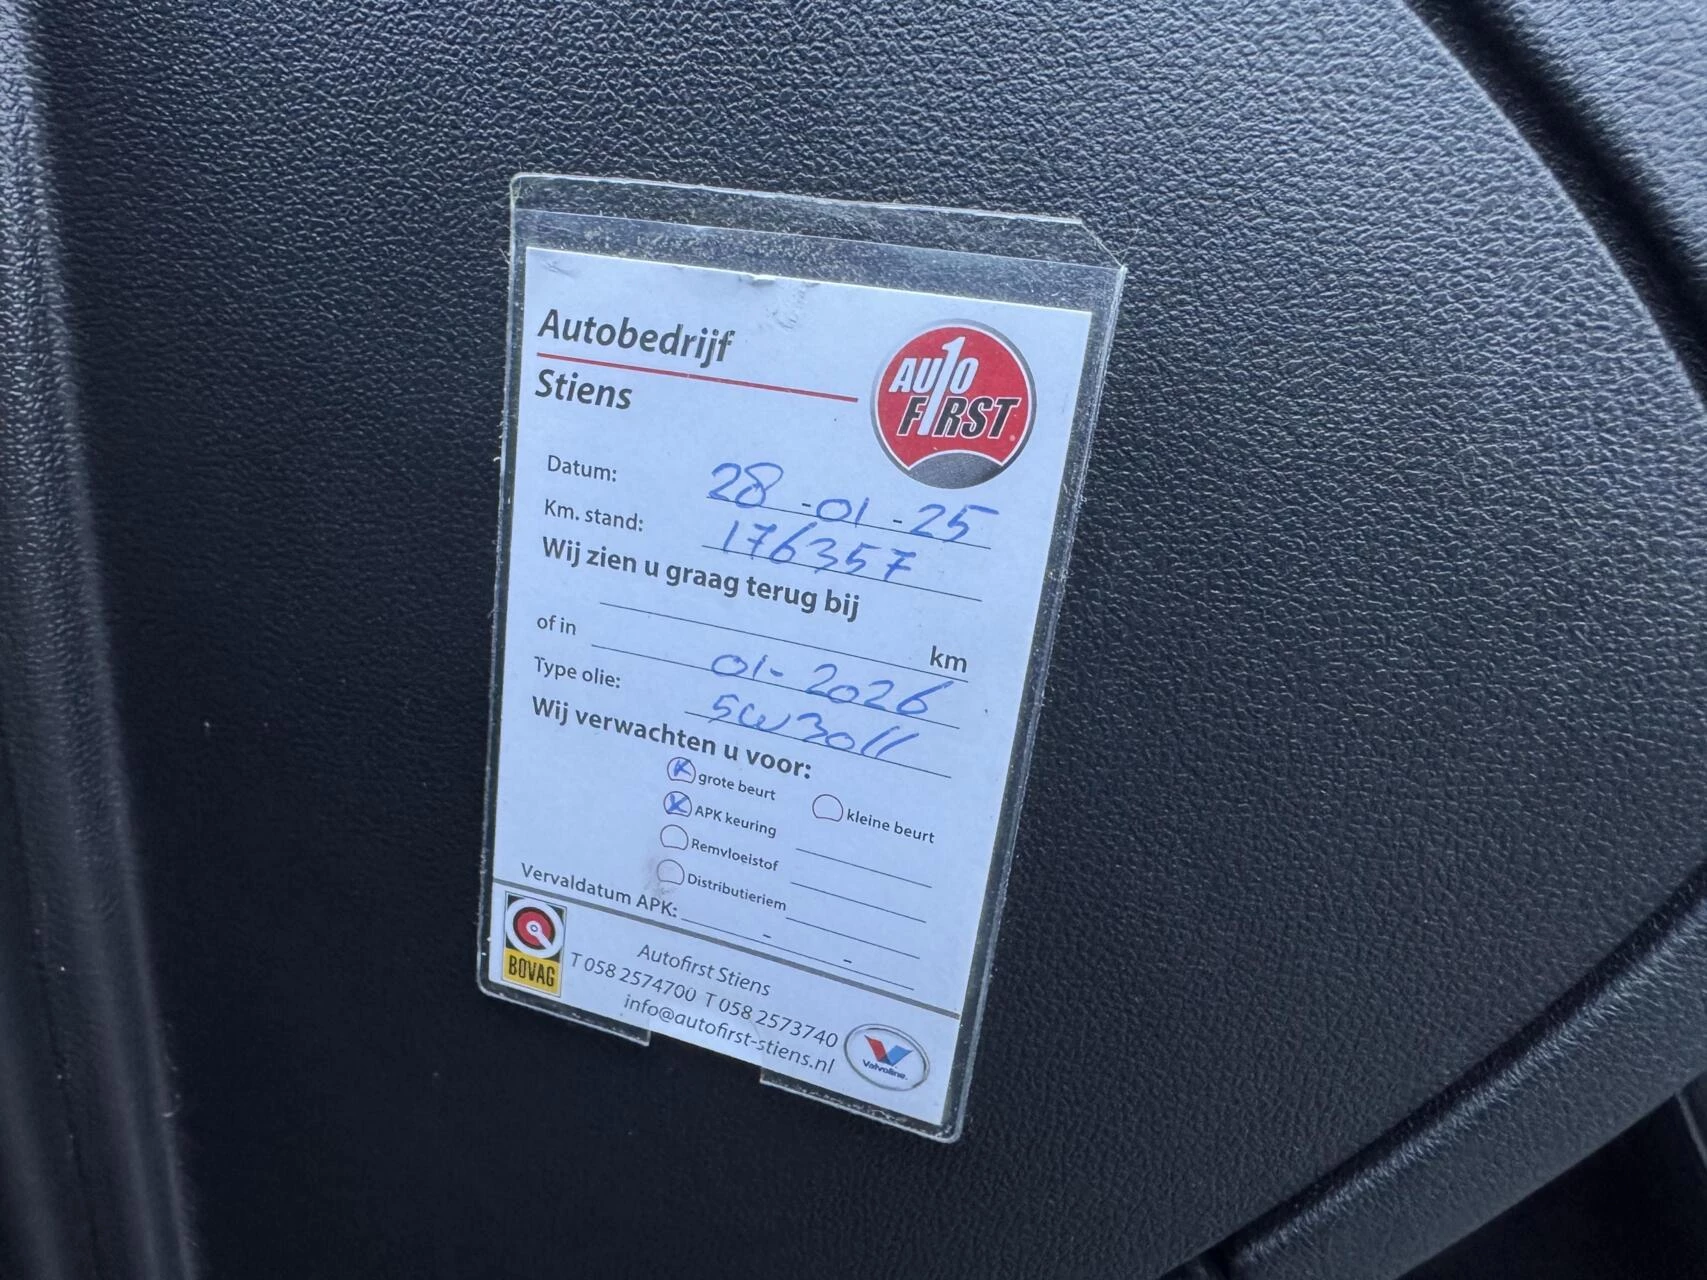 Autobedrijf
Stiens
AUTO
FIRST
Datum: 28-01-25
Km. stand: 176357
Wij zien u graag terug bij
km
of in 01-2026
Type olie: 5W30ll
Wij verwachten u voor:
x grote beurt
kleine beurt
x APK keuring
Remvloeistof
Distributieriem
Vervaldatum APK: - -
BOVAG
Autofirst Stiens
T 058 2574700 T 058 2573740
info@autofirst-stiens.nl
Valvoline